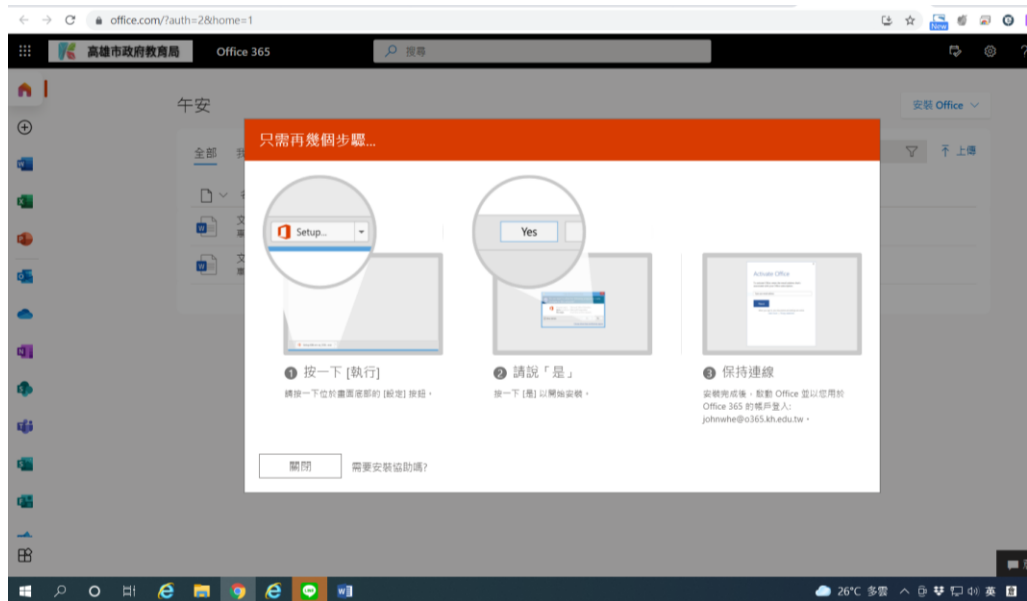 office.com/?auth=2&home=1
New
高雄市政府教育局
Office 365
搜尋
?
午安
安裝 Office
全部
上傳
只需再幾個步驟...
Setup...
Yes
Activate Office
1 按一下 [執行]
請按一下位於畫面底部的 [設定] 按鈕。
2 請說「是」
按一下 [是] 以開始安裝。
3 保持連線
安裝完成後，啟動 Office 並以您用於
Office 365 的帳戶登入:
johnwhe@o365.kh.edu.tw。
關閉
需要安裝協助嗎?
26°C 多雲
英